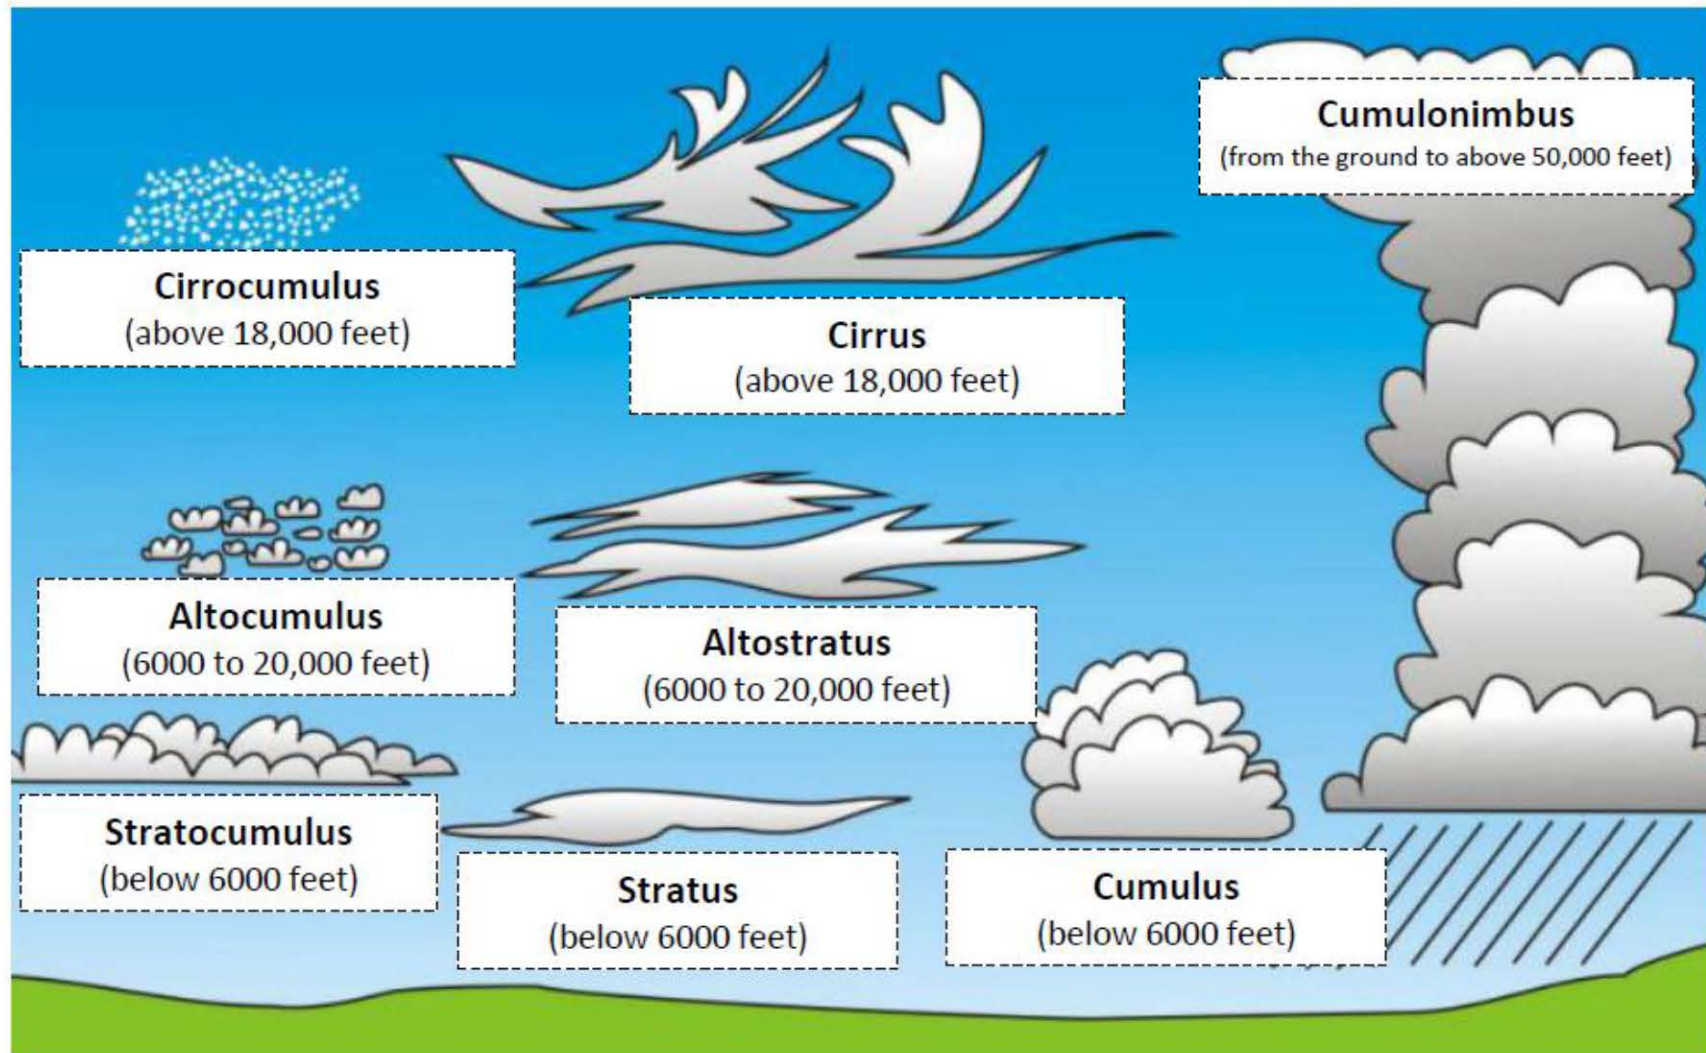 Cumulonimbus
(from the ground to above 50,000 feet)
Cirrocumulus
(above 18,000 feet)
Cirrus
(above 18,000 feet)
Altocumulus
(6000 to 20,000 feet)
Altostratus
(6000 to 20,000 feet)
Stratocumulus
(below 6000 feet)
Stratus
(below 6000 feet)
Cumulus
(below 6000 feet)